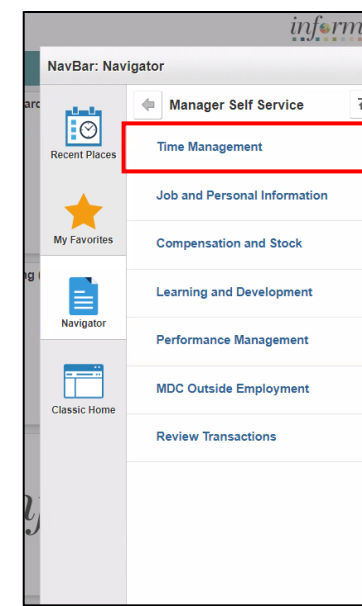 inform
NavBar: Navigator
Manager Self Service
Recent Places
Time Management
Job and Personal Information
My Favorites
Compensation and Stock
Learning and Development
Navigator
Performance Management
Classic Home
MDC Outside Employment
Review Transactions